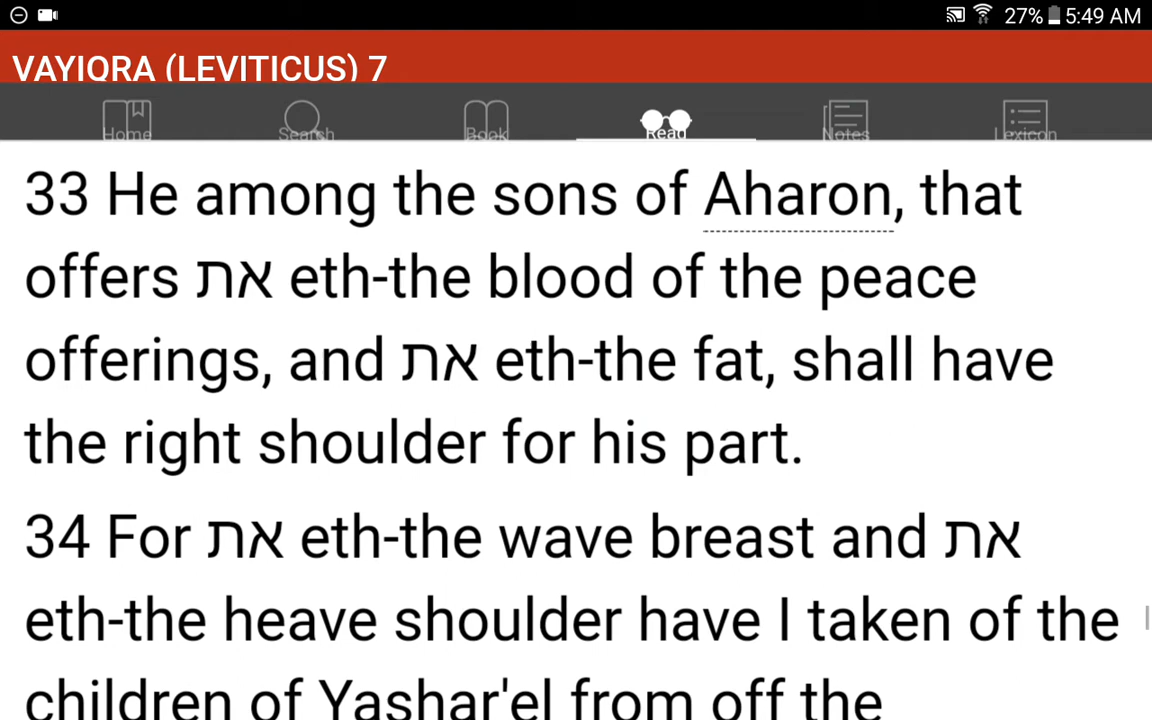 27% 5:49 AM
VAYIQRA (LEVITICUS) 7
Home Search Book Read Notes Lexicon
33 He among the sons of Aharon, that
offers את eth-the blood of the peace
offerings, and את eth-the fat, shall have
the right shoulder for his part.
34 For את eth-the wave breast and את
eth-the heave shoulder have I taken of the
children of Yashar'el from off the